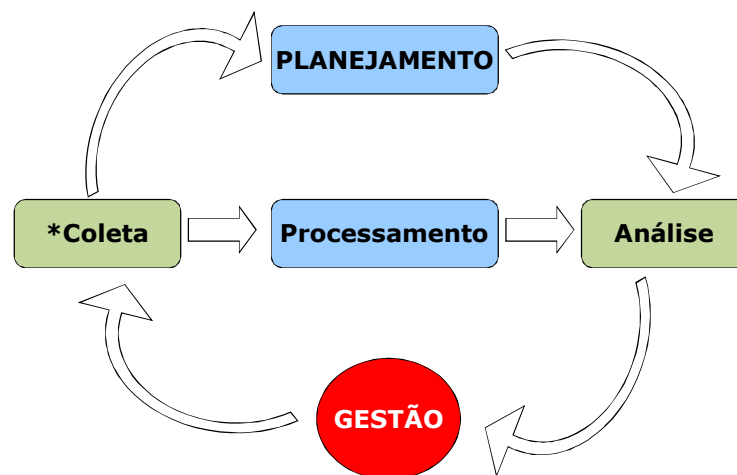 PLANEJAMENTO
*Coleta
Processamento
Análise
GESTÃO